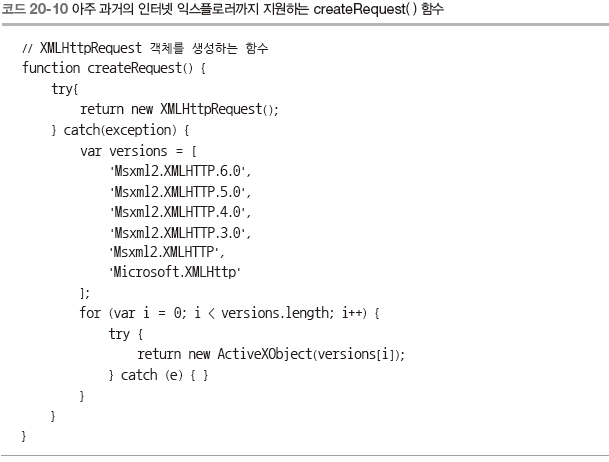 코드 20-10 아주 과거의 인터넷 익스플로러까지 지원하는 createRequest( ) 함수
// XMLHttpRequest 객체를 생성하는 함수
function createRequest() {
    try{
        return new XMLHttpRequest();
    } catch(exception) {
        var versions = [
            'Msxml2.XMLHTTP.6.0',
            'Msxml2.XMLHTTP.5.0',
            'Msxml2.XMLHTTP.4.0',
            'Msxml2.XMLHTTP.3.0',
            'Msxml2.XMLHTTP',
            'Microsoft.XMLHttp'
        ];
        for (var i = 0; i < versions.length; i++) {
            try {
                return new ActiveXObject(versions[i]);
            } catch (e) { }
        }
    }
}